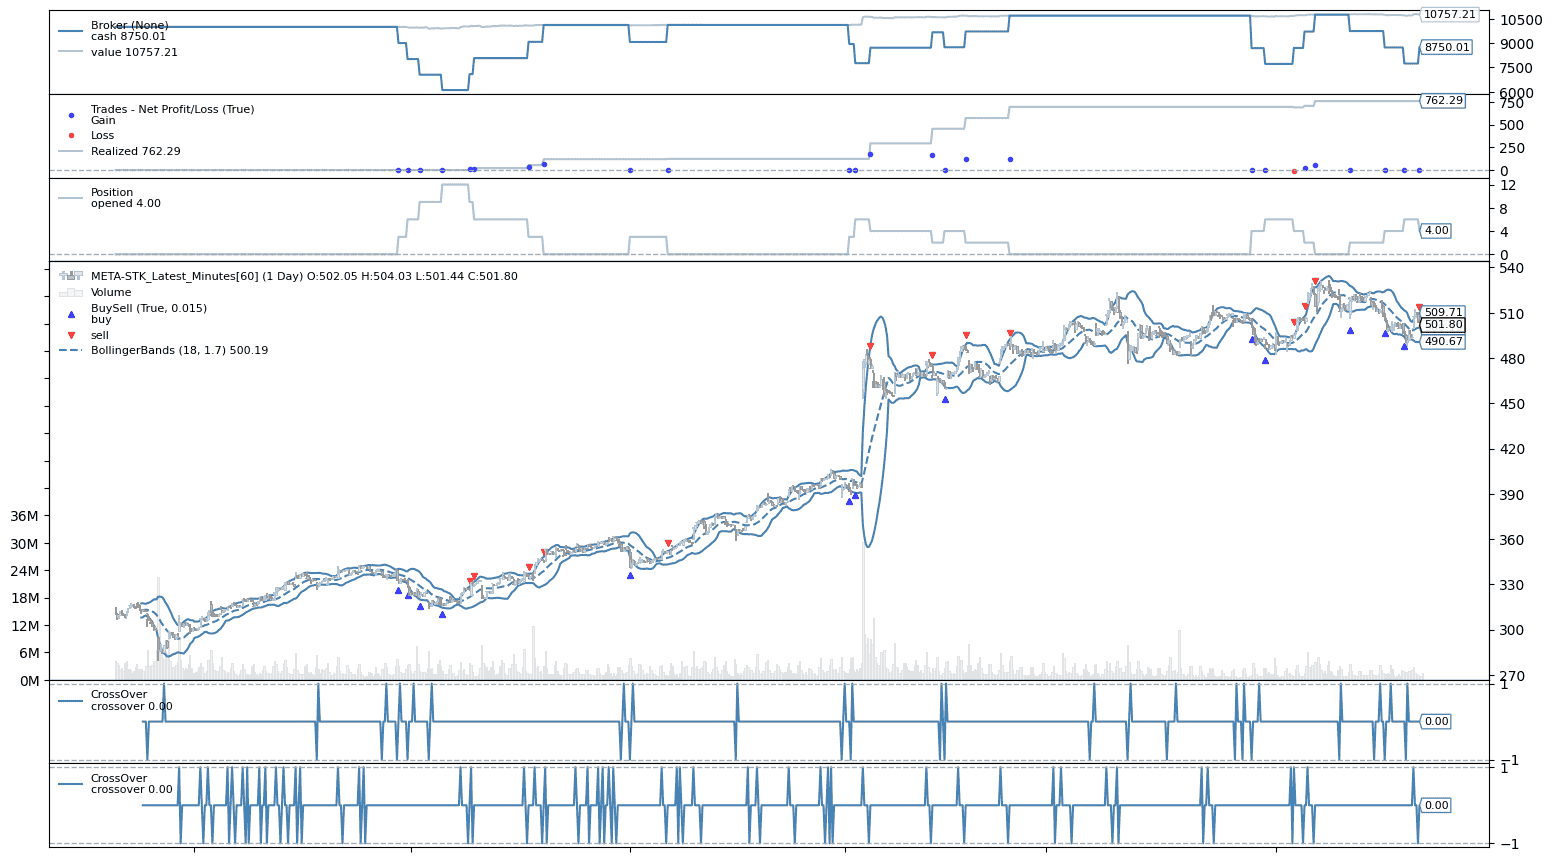 Broker (None)
cash 8750.01
value 10757.21
10757.21
8750.01
10500
9000
7500
6000
Trades - Net Profit/Loss (True)
Gain
Loss
Realized 762.29
762.29
750
500
250
0
Position
opened 4.00
4.00
12
8
4
0
META-STK_Latest_Minutes[60] (1 Day) O:502.05 H:504.03 L:501.44 C:501.80
Volume
BuySell (True, 0.015)
buy
sell
BollingerBands (18, 1.7) 500.19
509.71
501.80
490.67
540
510
480
450
420
390
360
330
300
270
36M
30M
24M
18M
12M
6M
0M
CrossOver
crossover 0.00
0.00
1
−1
CrossOver
crossover 0.00
0.00
1
−1